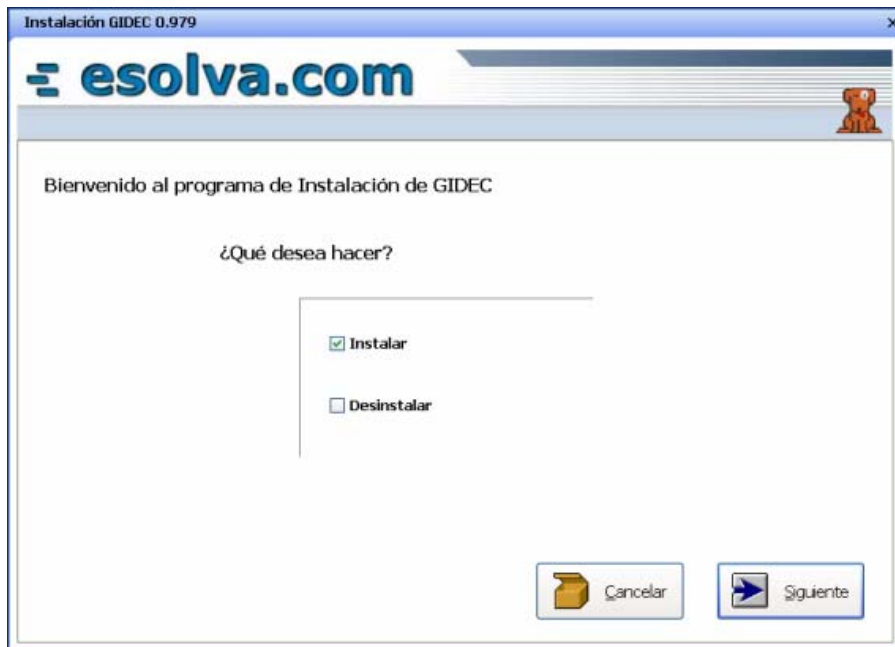 Instalación GIDEC 0.979
esolva.com
Bienvenido al programa de Instalación de GIDEC
¿Qué desea hacer?
Instalar
Desinstalar
Cancelar
Siguiente